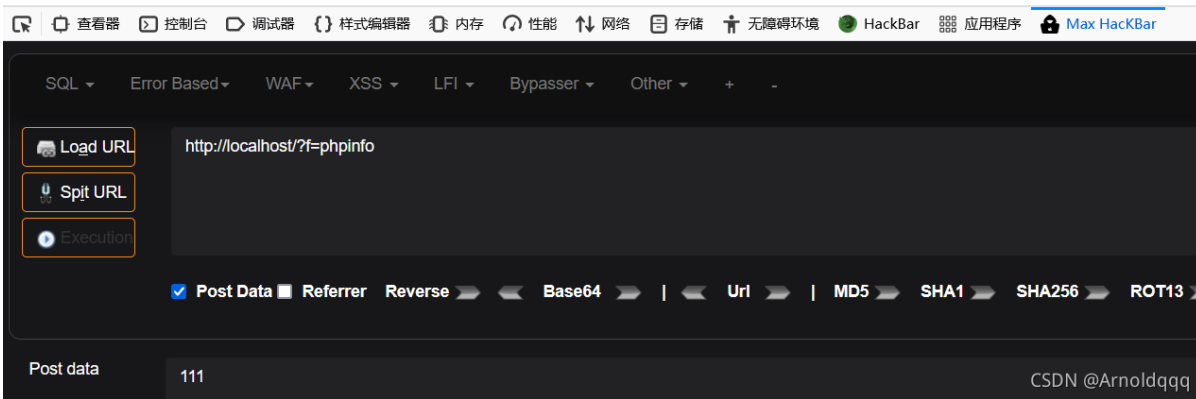 查看器 控制台 调试器 样式编辑器 内存 性能 网络 存储 无障碍环境 HackBar 应用程序 Max HacKBar
SQL Error Based WAF XSS LFI Bypasser Other + -
Load URL
http://localhost/?f=phpinfo
Spit URL
Execution
Post Data Referrer Reverse Base64 | Url | MD5 SHA1 SHA256 ROT13
Post data
111
CSDN @Arnoldqqq